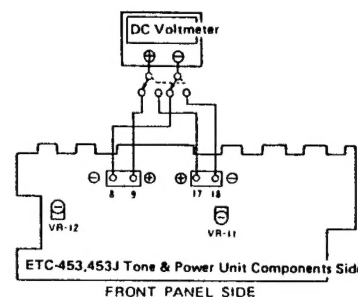 DC Voltmeter
⊕ ⊖
⊖ ⊕ ⊕ ⊖
8 9 17 18
VR-12 VR-11
ETC-453,453J Tone & Power Unit Components Side
FRONT PANEL SIDE